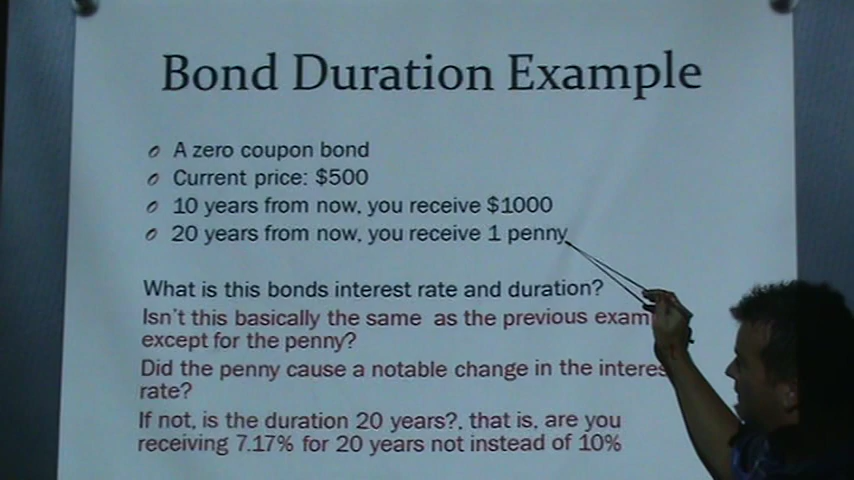 Bond Duration Example
A zero coupon bond
Current price: $500
10 years from now, you receive $1000
20 years from now, you receive 1 penny
What is this bonds interest rate and duration?
Isn't this basically the same as the previous exam
except for the penny?
Did the penny cause a notable change in the interes
rate?
If not, is the duration 20 years?, that is, are you
receiving 7.17% for 20 years not instead of 10%